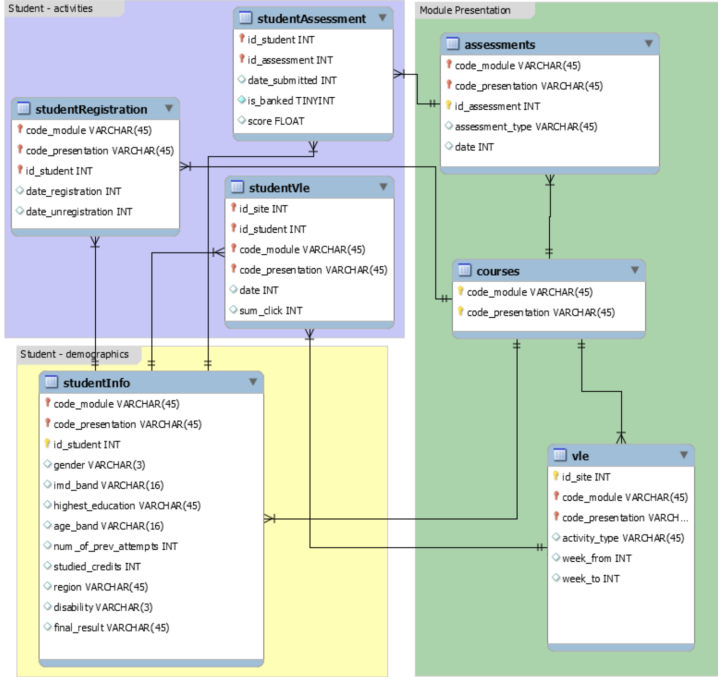 Student - activities
studentAssessment
id_student INT
id_assessment INT
date_submitted INT
is_banked TINYINT
score FLOAT
studentRegistration
code_module VARCHAR(45)
code_presentation VARCHAR(45)
id_student INT
date_registration INT
date_unregistration INT
studentVle
id_site INT
id_student INT
code_module VARCHAR(45)
code_presentation VARCHAR(45)
date INT
sum_click INT
Student - demographics
studentInfo
code_module VARCHAR(45)
code_presentation VARCHAR(45)
id_student INT
gender VARCHAR(3)
imd_band VARCHAR(16)
highest_education VARCHAR(45)
age_band VARCHAR(16)
num_of_prev_attempts INT
studied_credits INT
region VARCHAR(45)
disability VARCHAR(3)
final_result VARCHAR(45)
Module Presentation
assessments
code_module VARCHAR(45)
code_presentation VARCHAR(45)
id_assessment INT
assessment_type VARCHAR(45)
date INT
courses
code_module VARCHAR(45)
code_presentation VARCHAR(45)
vle
id_site INT
code_module VARCHAR(45)
code_presentation VARCH...
activity_type VARCHAR(45)
week_from INT
week_to INT